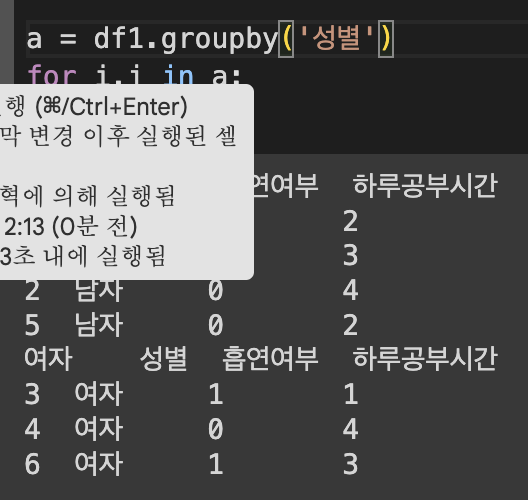 a = df1.groupby('성별')
for i,j in a:
행 (⌘/Ctrl+Enter)
막 변경 이후 실행된 셀
혁에 의해 실행됨
2:13 (0분 전)
3초 내에 실행됨
연여부 하루공부시간
2
3
2 남자 0 4
5 남자 0 2
여자 성별 흡연여부 하루공부시간
3 여자 1 1
4 여자 0 4
6 여자 1 3